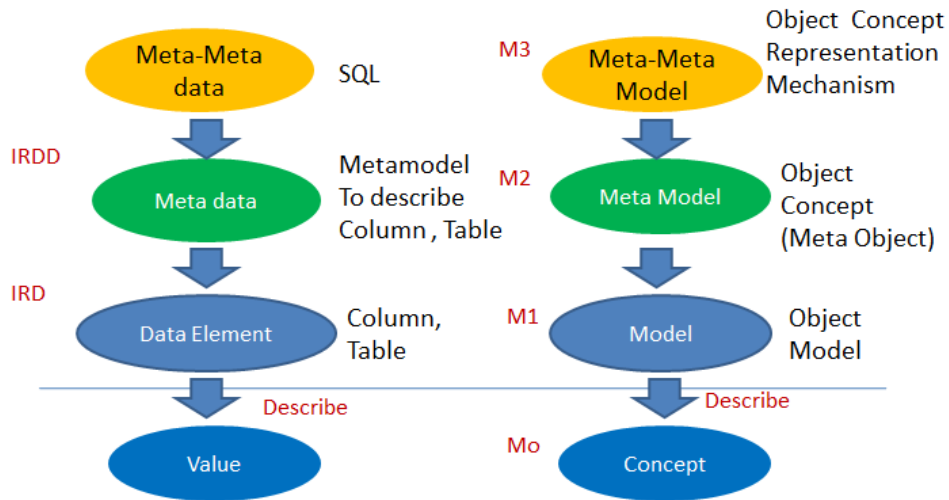 Meta-Meta
data
SQL
IRDD
Meta data
Metamodel
To describe
Column , Table
IRD
Data Element
Column,
Table
Describe
Value
M3
Meta-Meta
Model
Object Concept
Representation
Mechanism
M2
Meta Model
Object
Concept
(Meta Object)
M1
Model
Object
Model
Describe
Mo
Concept